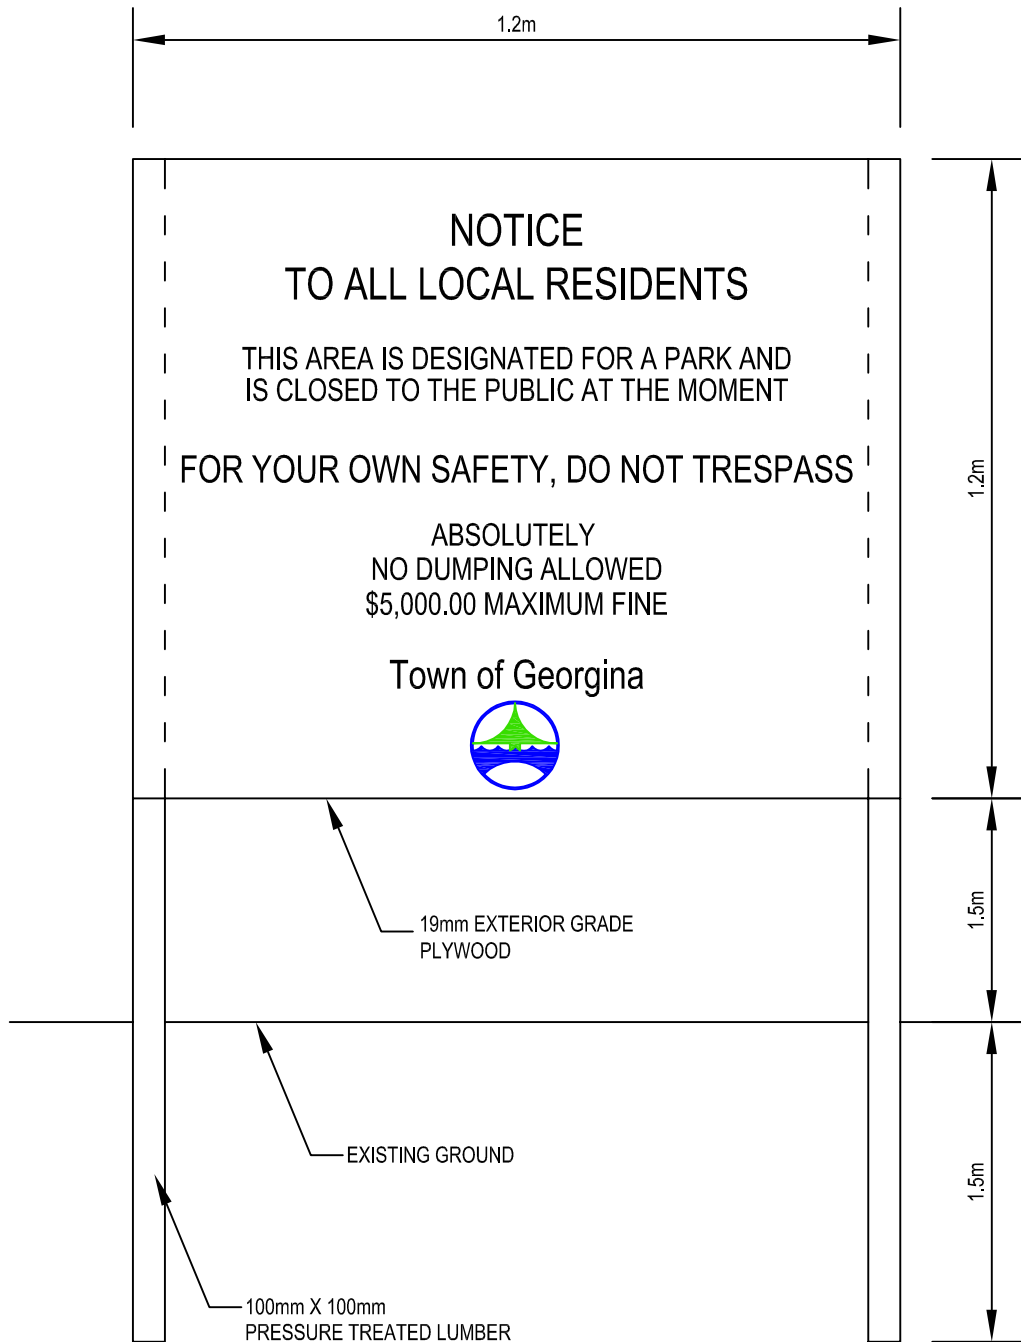 1.2m
NOTICE
TO ALL LOCAL RESIDENTS
THIS AREA IS DESIGNATED FOR A PARK AND
IS CLOSED TO THE PUBLIC AT THE MOMENT
FOR YOUR OWN SAFETY, DO NOT TRESPASS
ABSOLUTELY
NO DUMPING ALLOWED
$5,000.00 MAXIMUM FINE
Town of Georgina
1.2m
19mm EXTERIOR GRADE
PLYWOOD
1.5m
EXISTING GROUND
1.5m
100mm X 100mm
PRESSURE TREATED LUMBER